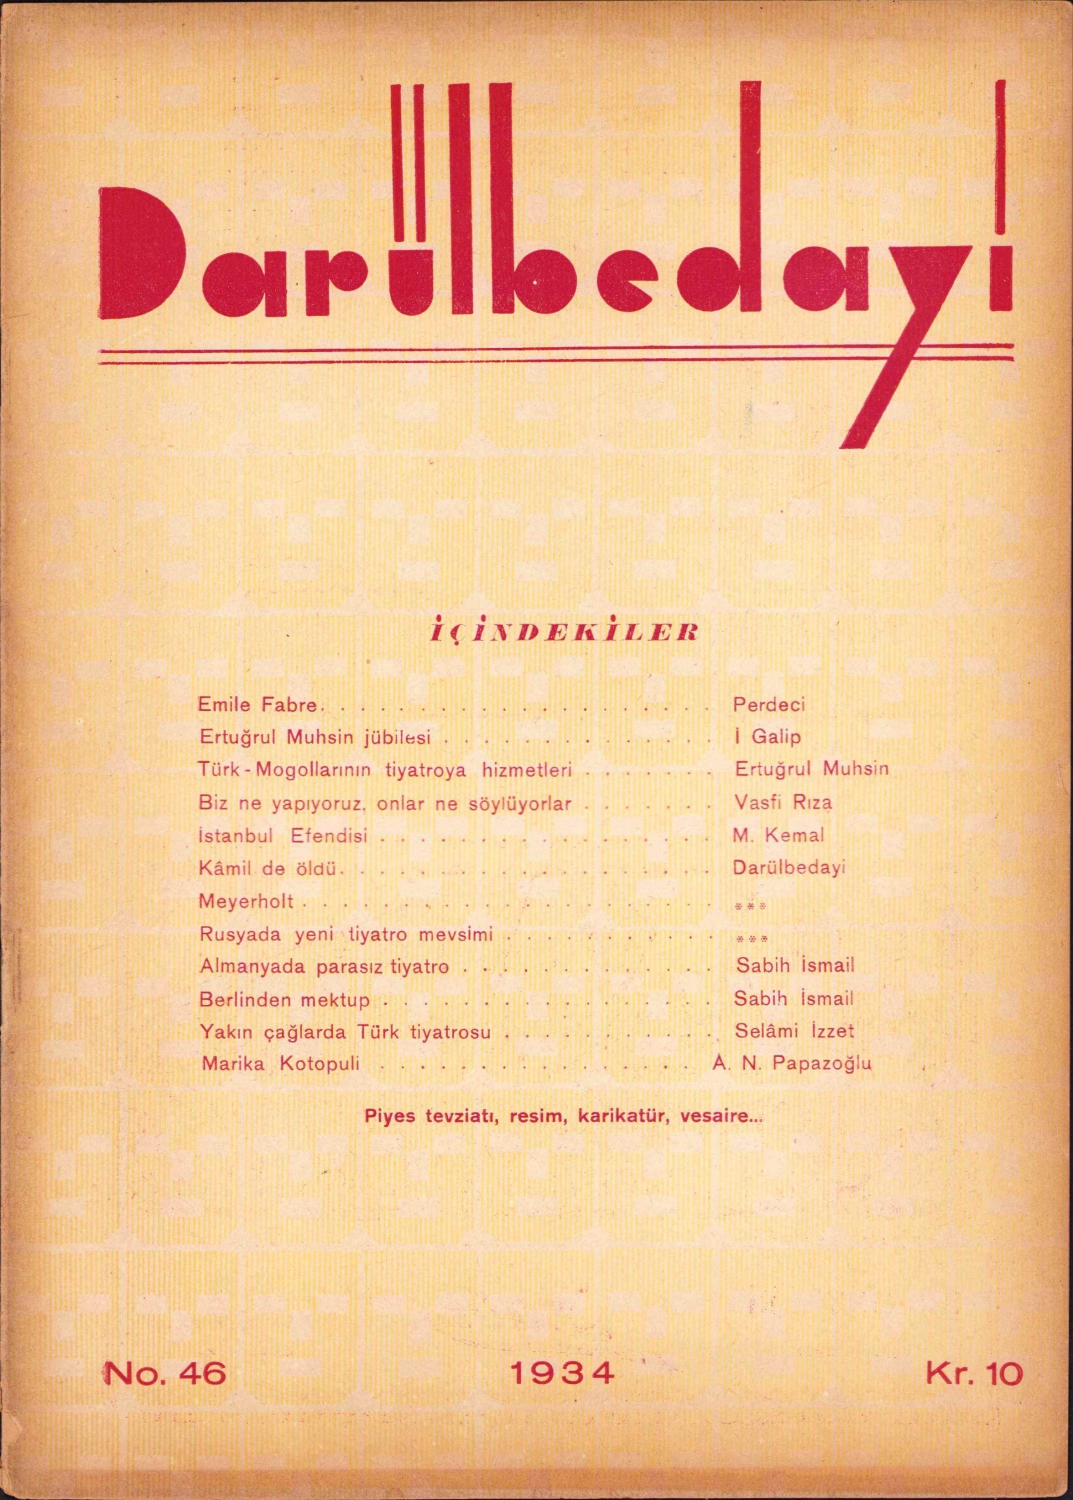 Darülbedayi
İÇİNDEKİLER
Emile Fabre. . . . . . . . . . . . . . . . . . . Perdeci
Ertuğrul Muhsin jübilesi . . . . . . . . . . . . . . İ Galip
Türk-Mogollarının tiyatroya hizmetleri . . . . . . . Ertuğrul Muhsin
Biz ne yapıyoruz, onlar ne söylüyorlar . . . . . . . Vasfi Rıza
İstanbul Efendisi . . . . . . . . . . . . . . . . . M. Kemal
Kâmil de öldü. . . . . . . . . . . . . . . . . . . Darülbedayi
Meyerholt . . . . . . . . . . . . . . . . . . . . . ***
Rusyada yeni tiyatro mevsimi . . . . . . . . . . . ***
Almanyada parasız tiyatro . . . . . . . . . . . . . Sabih İsmail
Berlinden mektup . . . . . . . . . . . . . . . . . Sabih İsmail
Yakın çağlarda Türk tiyatrosu . . . . . . . . . . . Selâmi İzzet
Marika Kotopuli . . . . . . . . . . . . . . . . A. N. Papazoğlu
Piyes tevziatı, resim, karikatür, vesaire...
No. 46 1934 Kr. 10